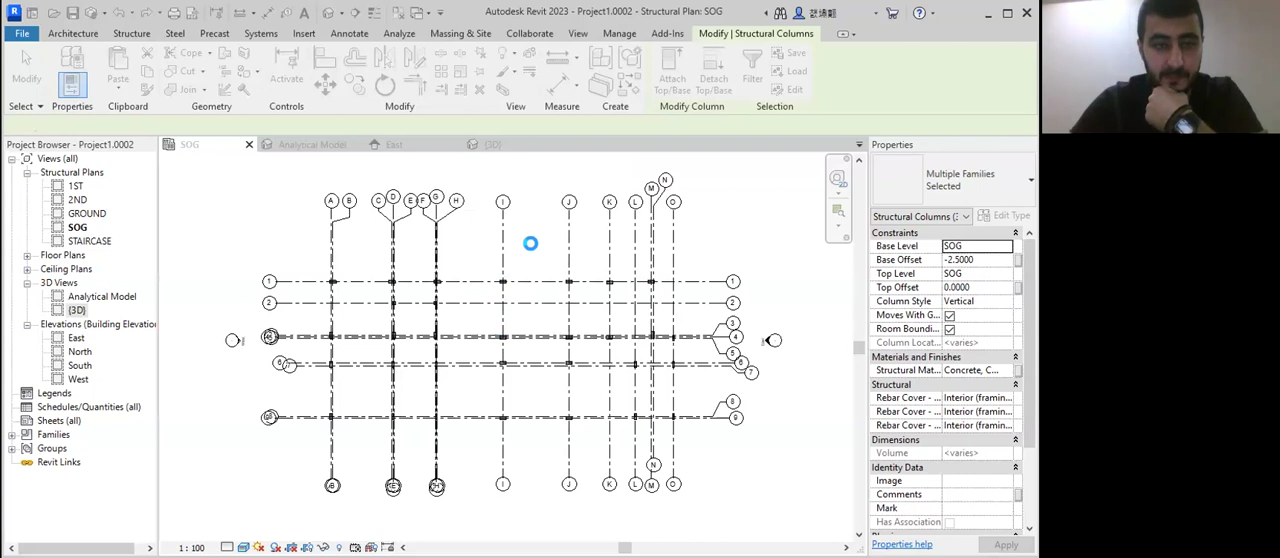 Autodesk Revit 2023 - Project1.0002 - Structural Plan: SOG
File Architecture Structure Steel Precast Systems Insert Annotate Analyze Massing & Site Collaborate View Manage Add-Ins Modify | Structural Columns
Modify Properties Paste Cope Cut Join Activate Attach Top/Base Detach Top/Base Filter Save Load Edit
Select Properties Clipboard Geometry Controls Modify View Measure Create Modify Column Selection
Project Browser - Project1.0002
Views (all)
Structural Plans
1ST
2ND
GROUND
SOG
STAIRCASE
Floor Plans
Ceiling Plans
3D Views
Analytical Model
{3D}
Elevations (Building Elevatio
East
North
South
West
Legends
Schedules/Quantities (all)
Sheets (all)
Families
Groups
Revit Links
SOG Analytical Model East {3D}
A B C D E F G H I J K L M N O
1 1
2 2
3
4
5
6 6
7
8
9
I J K L M N O
1 : 100
Properties
Multiple Families
Selected
Structural Columns (: Edit Type
Constraints
Base Level SOG
Base Offset -2.5000
Top Level SOG
Top Offset 0.0000
Column Style Vertical
Moves With G...
Room Boundi...
Column Locat... <varies>
Materials and Finishes
Structural Mat... Concrete, C...
Structural
Rebar Cover - ... Interior (framin...
Rebar Cover - ... Interior (framin...
Rebar Cover - ... Interior (framin...
Dimensions
Volume <varies>
Identity Data
Image
Comments
Mark
Has Association
Properties help Apply